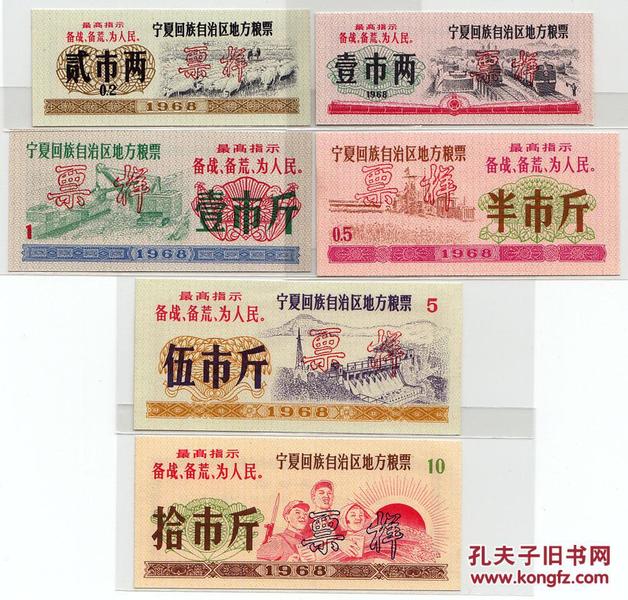 最高指示
备战、备荒、为人民。
宁夏回族自治区地方粮票
贰市两
0.2
票样
1968
最高指示
备战、备荒、为人民。
宁夏回族自治区地方粮票
壹市两
1968
票样
宁夏回族自治区地方粮票
最高指示
备战、备荒、为人民。
票样
1
壹市斤
1968
宁夏回族自治区地方粮票
最高指示
备战、备荒、为人民。
票样
0.5
半市斤
1968
最高指示
备战、备荒、为人民。
宁夏回族自治区地方粮票
5
伍市斤
票样
1968
最高指示
备战、备荒、为人民。
宁夏回族自治区地方粮票
10
拾市斤
票样
1968
孔夫子旧书网
www.kongfz.com